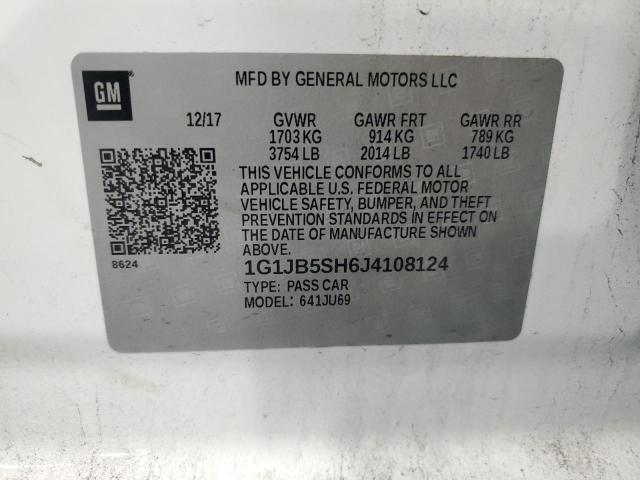 GM
MFD BY GENERAL MOTORS LLC
12/17 GVWR GAWR FRT GAWR RR
1703 KG 914 KG 789 KG
3754 LB 2014 LB 1740 LB
THIS VEHICLE CONFORMS TO ALL
APPLICABLE U.S. FEDERAL MOTOR
VEHICLE SAFETY, BUMPER, AND THEFT
PREVENTION STANDARDS IN EFFECT ON
THE DATE OF MANUFACTURE SHOWN
ABOVE.
8624
1G1JB5SH6J4108124
TYPE: PASS CAR
MODEL: 641JU69